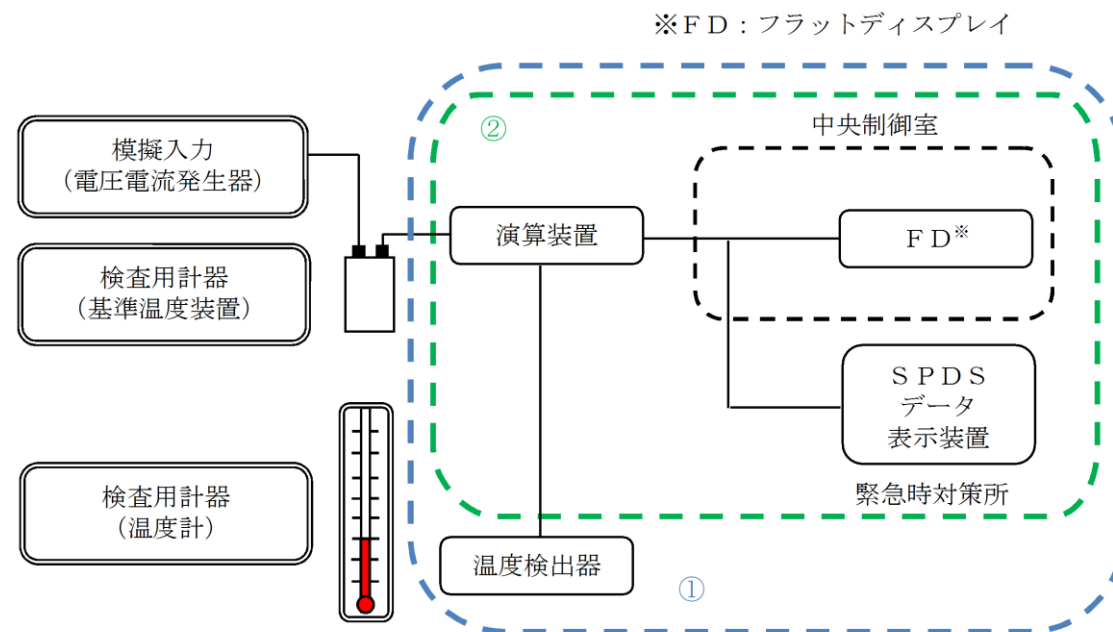 ※ＦＤ：フラットディスプレイ
②
中央制御室
模擬入力
（電圧電流発生器）
演算装置
ＦＤ※
検査用計器
（基準温度装置）
ＳＰＤＳ
データ
表示装置
検査用計器
（温度計）
緊急時対策所
温度検出器
①